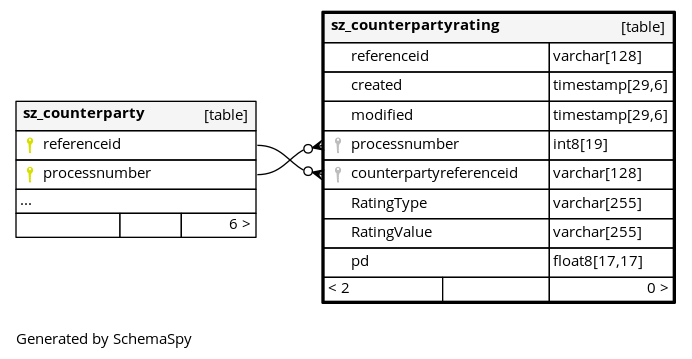 sz_counterpartyrating [table]
referenceid varchar[128]
created timestamp[29,6]
modified timestamp[29,6]
processnumber int8[19]
counterpartyreferenceid varchar[128]
RatingType varchar[255]
RatingValue varchar[255]
pd float8[17,17]
< 2 0 >
sz_counterparty [table]
referenceid
processnumber
...
6 >
Generated by SchemaSpy